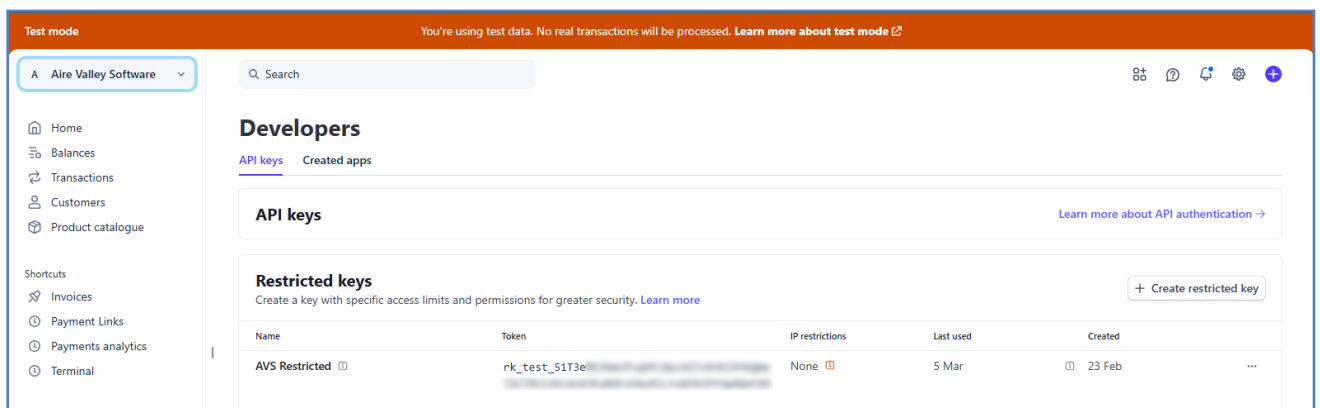 Test mode
You're using test data. No real transactions will be processed. Learn more about test mode
A Aire Valley Software
Search
Home
Balances
Transactions
Customers
Product catalogue
Shortcuts
Invoices
Payment Links
Payments analytics
Terminal
Developers
API keys Created apps
API keys
Learn more about API authentication →
Restricted keys
Create a key with specific access limits and permissions for greater security. Learn more
+ Create restricted key
Name Token IP restrictions Last used Created
AVS Restricted rk_test_51T3e None 5 Mar 23 Feb ...